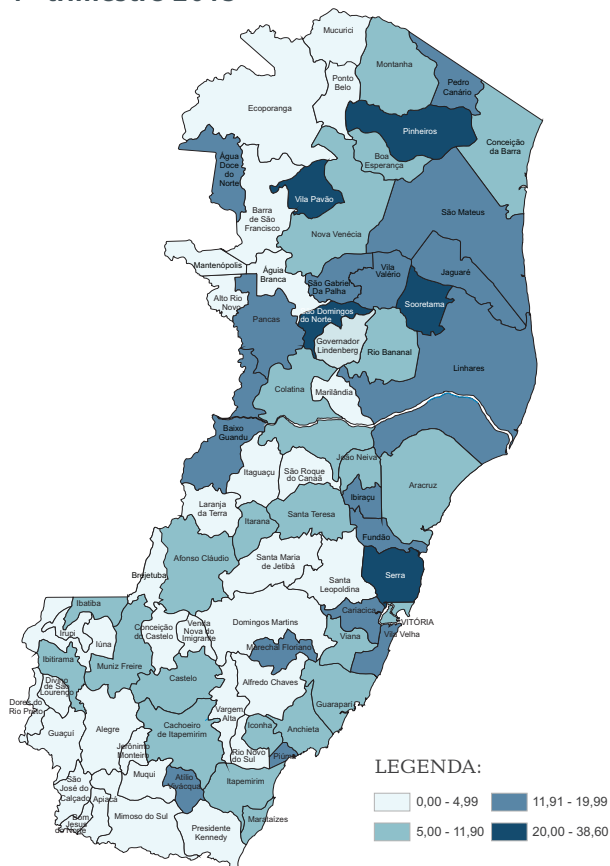 Mucurici
Montanha
Ponto
Belo
Pedro
Canário
Ecoporanga
Pinheiros
Conceição
da Barra
Água
Doce
do
Norte
Boa
Esperança
Vila Pavão
Barra
de São
Francisco
São Mateus
Nova Venécia
Mantenópolis
Águia
Branca
Vila
Valério
Jaguaré
São Gabriel
Da Palha
Alto Rio
Novo
Sooretama
Pancas
São Domingos
do Norte
Governador
Lindenberg
Rio Bananal
Linhares
Colatina
Marilândia
Baixo
Guandu
João Neiva
Itaguaçu
São Roque
do Canaã
Aracruz
Ibiraçu
Laranja
da Terra
Santa Teresa
Itarana
Fundão
Afonso Cláudio
Santa Maria
de Jetibá
Brejetuba
Serra
Santa
Leopoldina
Ibatiba
Cariacica
VITÓRIA
Conceição
do Castelo
Venda
Nova do
Imigrante
Domingos Martins
Irupi
Iúna
Viana
Vila Velha
Marechal Floriano
Ibitirama
Muniz Freire
Castelo
Alfredo Chaves
Divino
de São
Lourenço
Dores do
Rio Preto
Guarapari
Vargem
Alta
Cachoeiro
de Itapemirim
Iconha
Anchieta
Guaçuí
Alegre
Jerônimo
Monteiro
Rio Novo
do Sul
Piúma
Muqui
Atílio
Vivácqua
Itapemirim
São
José do
Calçado
Apiacá
Bom
Jesus
do Norte
Mimoso do Sul
Marataízes
Presidente
Kennedy
LEGENDA:
0,00 - 4,99
11,91 - 19,99
5,00 - 11,90
20,00 - 38,60